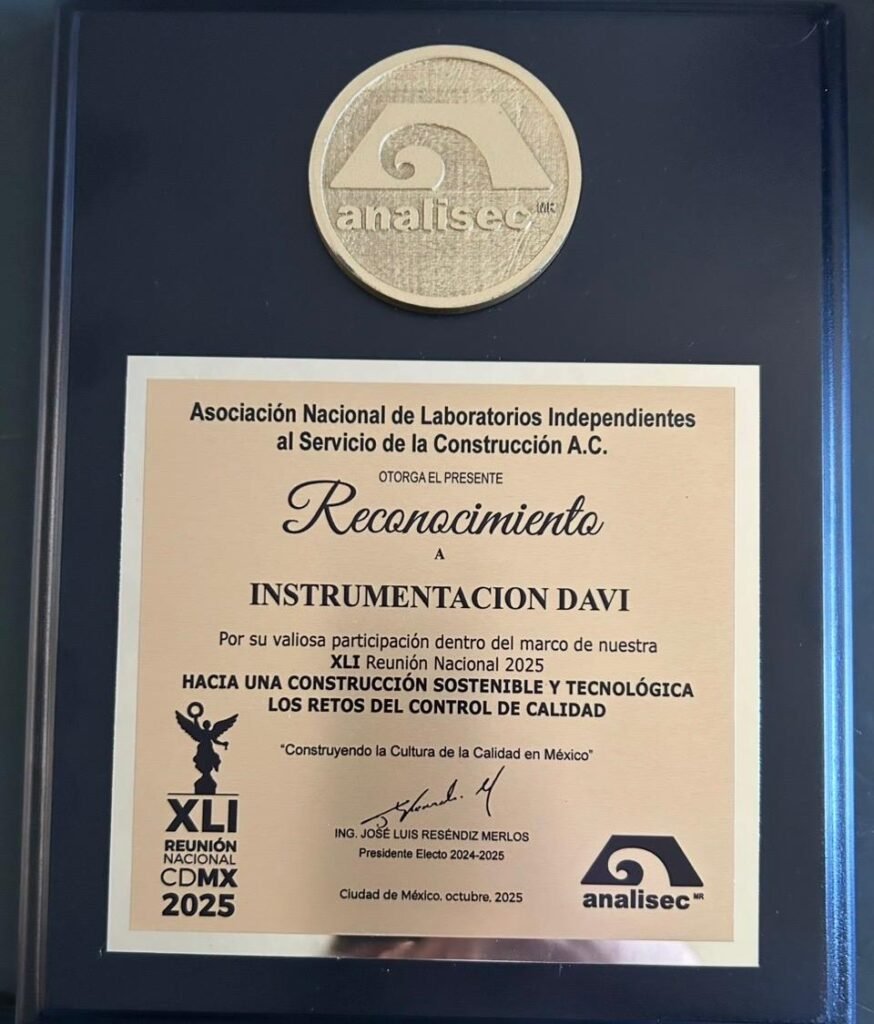 analisec MR
Asociación Nacional de Laboratorios Independientes
al Servicio de la Construcción A.C.
OTORGA EL PRESENTE
Reconocimiento
A
INSTRUMENTACION DAVI
Por su valiosa participación dentro del marco de nuestra
XLI Reunión Nacional 2025
HACIA UNA CONSTRUCCIÓN SOSTENIBLE Y TECNOLÓGICA
LOS RETOS DEL CONTROL DE CALIDAD
"Construyendo la Cultura de la Calidad en México"
ING. JOSÉ LUIS RESÉNDIZ MERLOS
Presidente Electo 2024-2025
Ciudad de México, octubre, 2025
XLI
REUNIÓN
NACIONAL
CDMX
2025
analisec MR